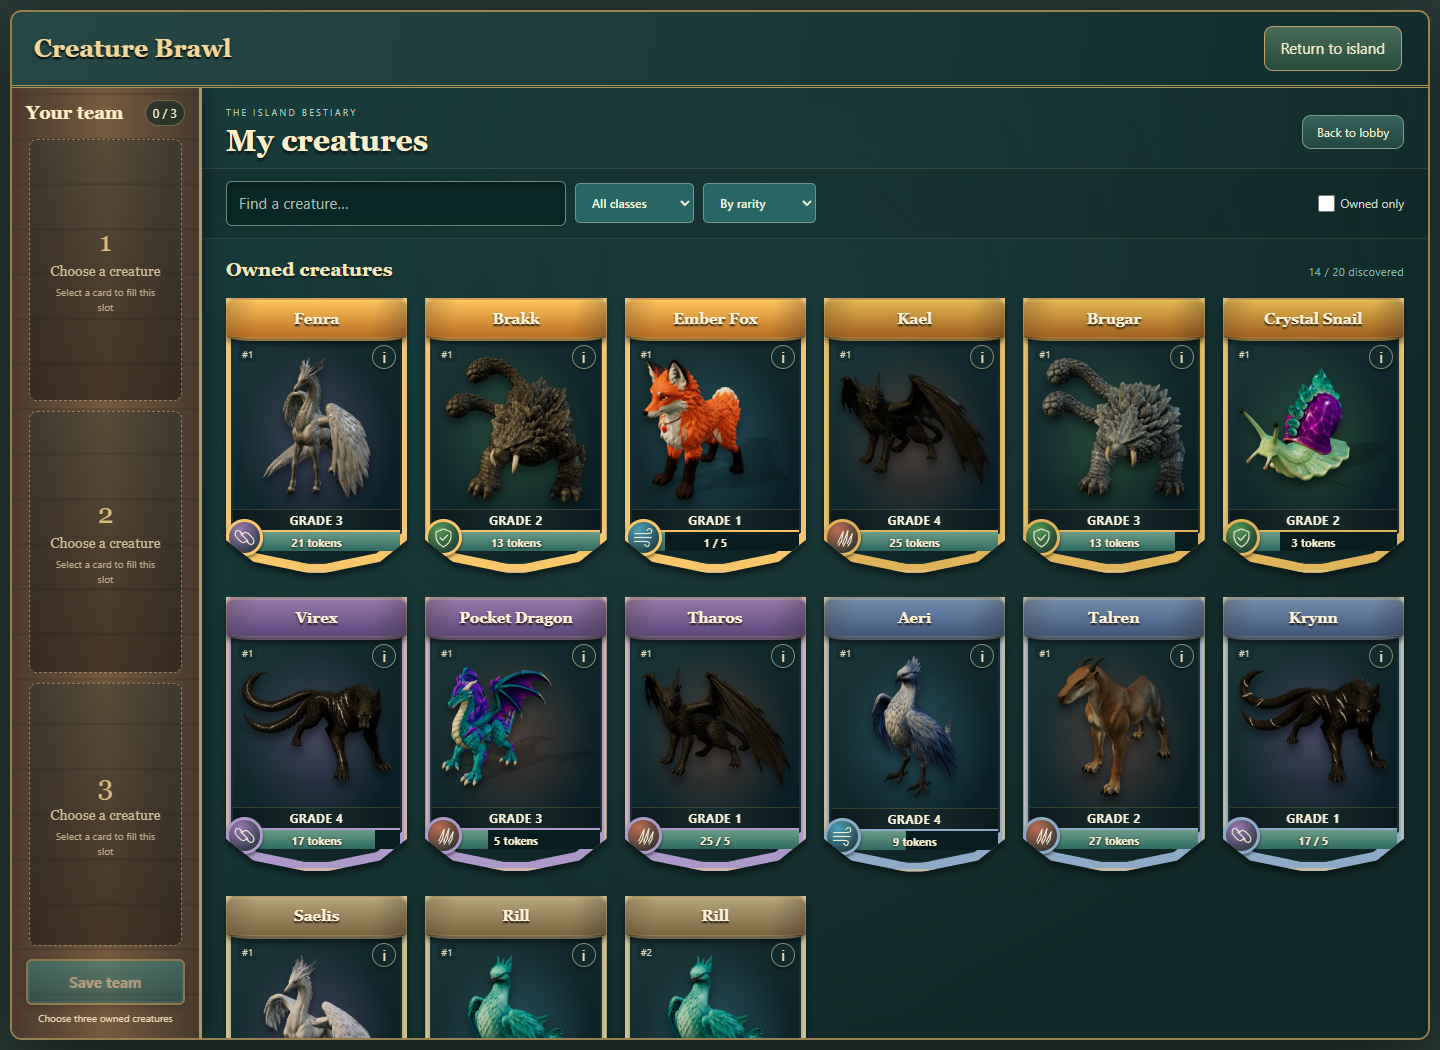 Creature Brawl
Return to island
Your team
0 / 3
1
Choose a creature
Select a card to fill this
slot
2
Choose a creature
Select a card to fill this
slot
3
Choose a creature
Select a card to fill this
slot
Save team
Choose three owned creatures
THE ISLAND BESTIARY
My creatures
Back to lobby
Find a creature...
All classes
By rarity
Owned only
Owned creatures
14 / 20 discovered
Fenra
#1
i
GRADE 3
21 tokens
Brakk
#1
i
GRADE 2
13 tokens
Ember Fox
#1
i
GRADE 1
1 / 5
Kael
#1
i
GRADE 4
25 tokens
Brugar
#1
i
GRADE 3
13 tokens
Crystal Snail
#1
i
GRADE 2
3 tokens
Virex
#1
i
GRADE 4
17 tokens
Pocket Dragon
#1
i
GRADE 3
5 tokens
Tharos
#1
i
GRADE 1
25 / 5
Aeri
#1
i
GRADE 4
9 tokens
Talren
#1
i
GRADE 2
27 tokens
Krynn
#1
i
GRADE 1
17 / 5
Saelis
#1
i
Rill
#1
i
Rill
#2
i